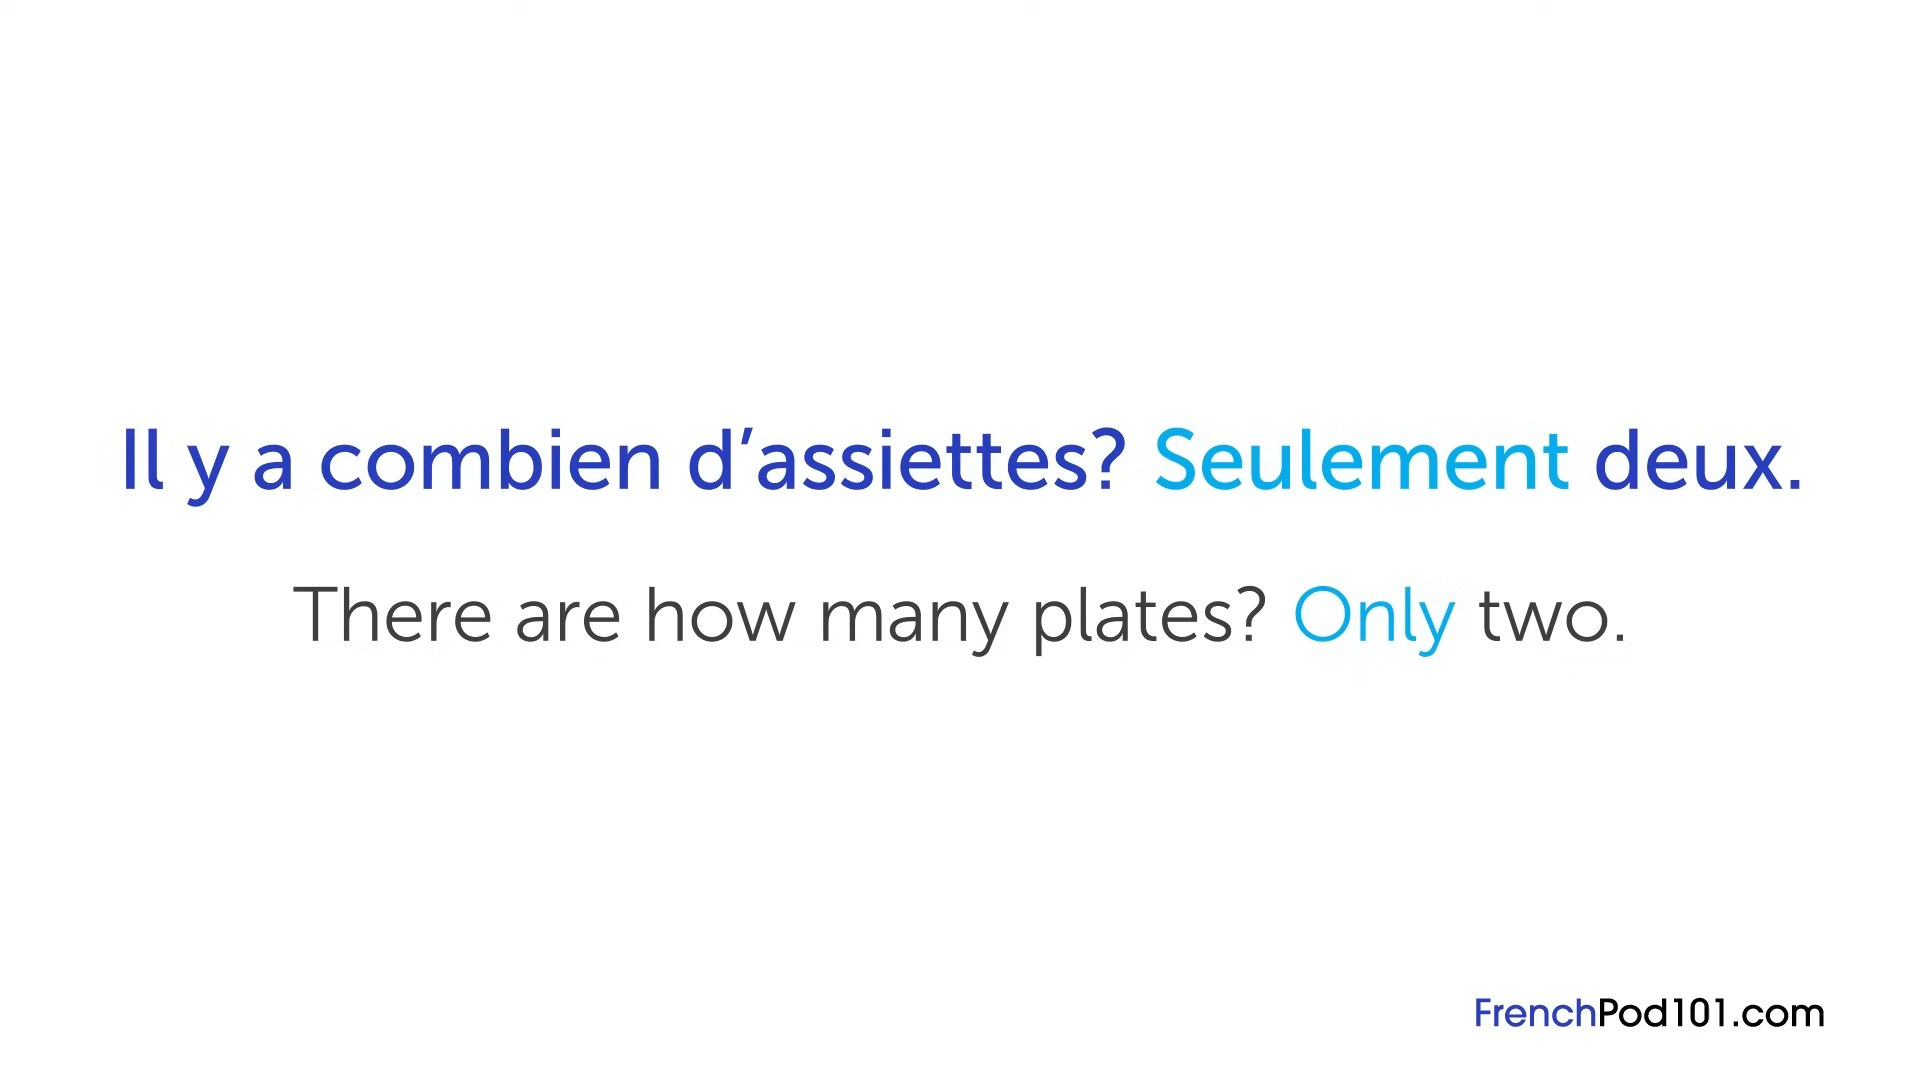 Il y a combien d’assiettes? Seulement deux.
There are how many plates? Only two.
FrenchPod101.com